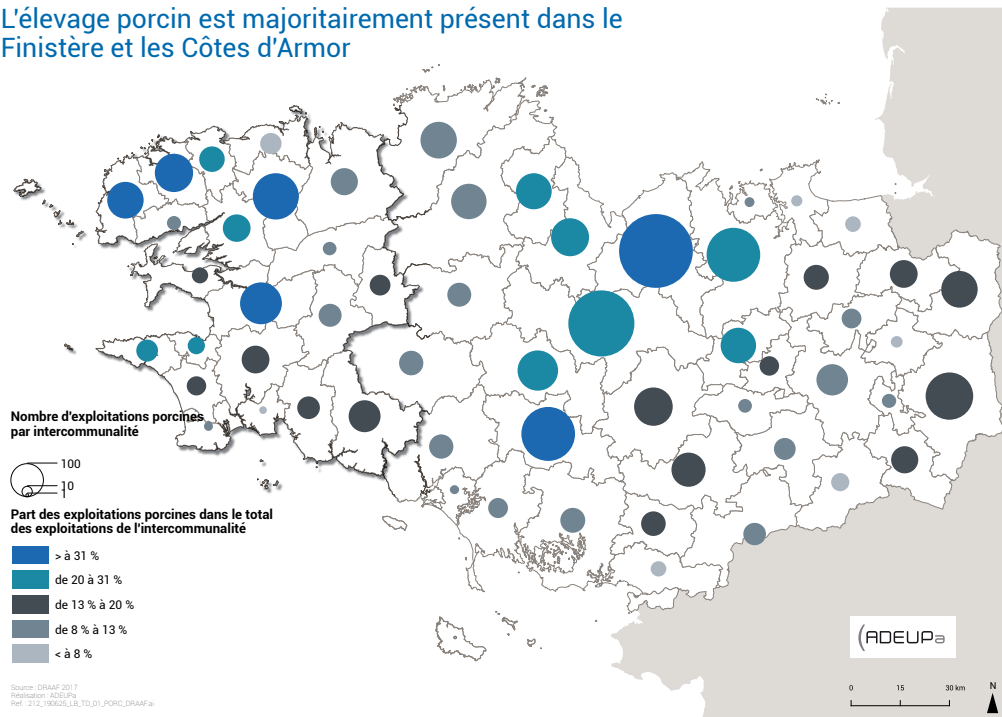 L'élevage porcin est majoritairement présent dans le
Finistère et les Côtes d'Armor
Nombre d'exploitations porcines
par intercommunalité
100
10
1
Part des exploitations porcines dans le total
des exploitations de l'intercommunalité
> à 31 %
de 20 à 31 %
de 13 % à 20 %
de 8 % à 13 %
< à 8 %
Source : DRAAF 2017
Réalisation : ADEUPa
Ref. : 212_190625_LB_TD_01_PORC_DRAAF.ai
ADEUPa
0 15 30 km
N